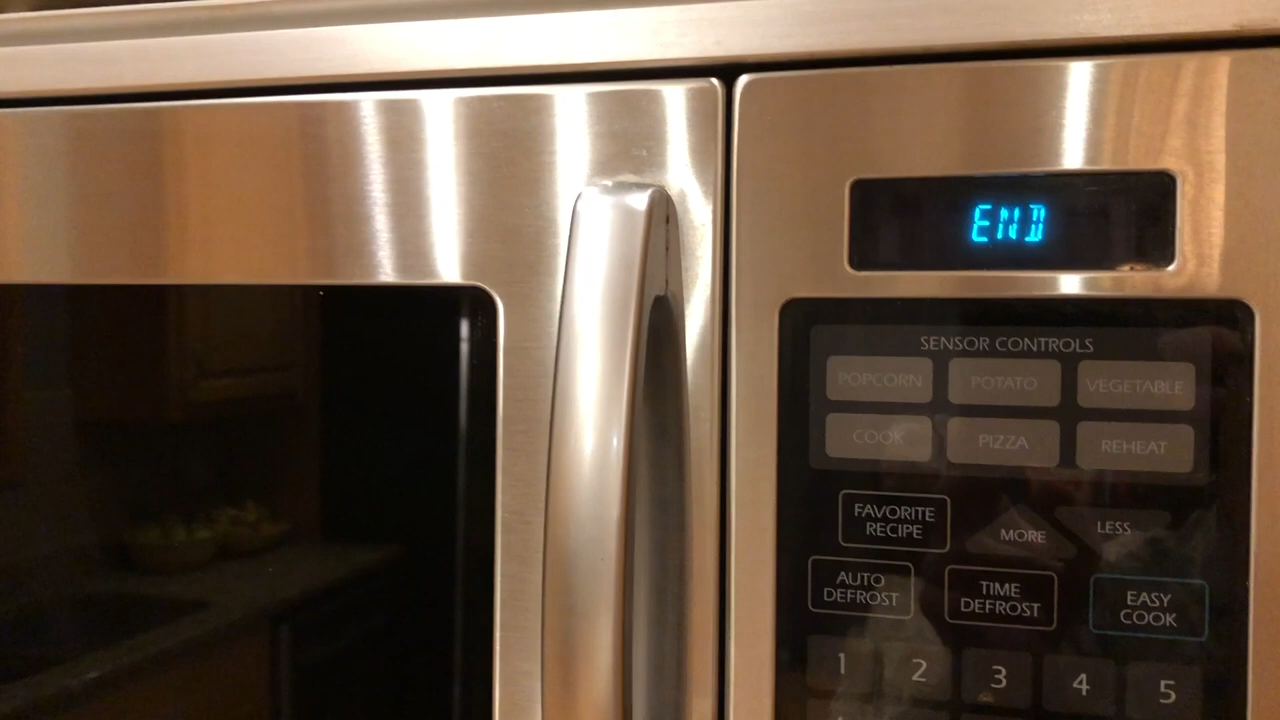 END
SENSOR CONTROLS
POPCORN POTATO VEGETABLE
COOK PIZZA REHEAT
FAVORITE
RECIPE
MORE LESS
AUTO
DEFROST
TIME
DEFROST
EASY
COOK
1 2 3 4 5